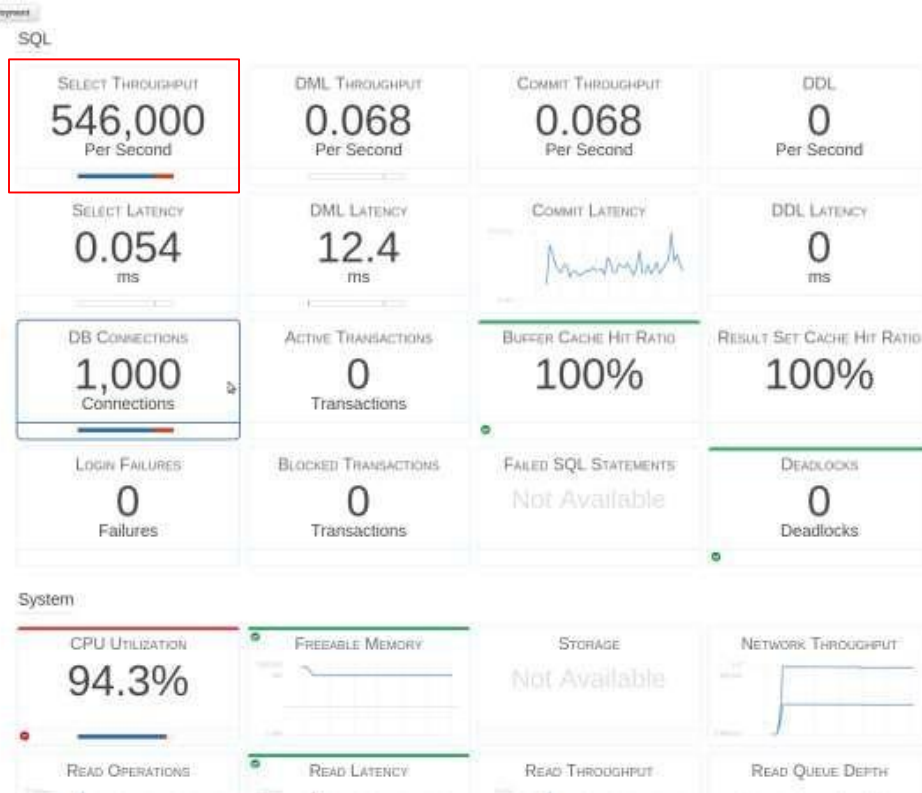 SQL
SELECT THROUGHPUT
546,000
Per Second
DML THROUGHPUT
0.068
Per Second
COMMIT THROUGHPUT
0.068
Per Second
DDL
0
Per Second
SELECT LATENCY
0.054
ms
DML LATENCY
12.4
ms
COMMIT LATENCY
DDL LATENCY
0
ms
DB CONNECTIONS
1,000
Connections
ACTIVE TRANSACTIONS
0
Transactions
BUFFER CACHE HIT RATIO
100%
RESULT SET CACHE HIT RATIO
100%
LOGIN FAILURES
0
Failures
BLOCKED TRANSACTIONS
0
Transactions
FAILED SQL STATEMENTS
Not Available
DEADLOCKS
0
Deadlocks
System
CPU UTILIZATION
94.3%
FREEABLE MEMORY
STORAGE
Not Available
NETWORK THROUGHPUT
READ OPERATIONS
READ LATENCY
READ THROUGHPUT
READ QUEUE DEPTH